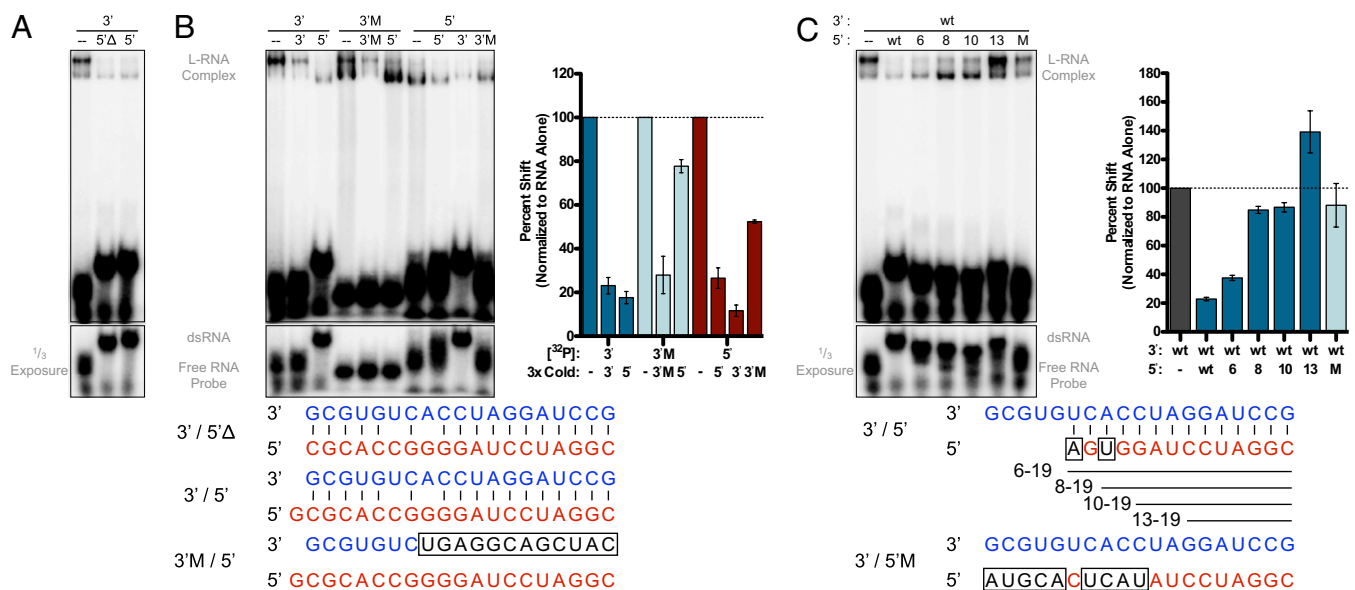 A
3'
-- 5'Δ 5'
1/3
Exposure
B
3' 3'M 5'
-- 3' 5' -- 3'M 5' -- 5' 3' 3'M
L-RNA
Complex
dsRNA
Free RNA
Probe
Percent Shift
(Normalized to RNA Alone)
120
100
80
60
40
20
0
[32P]: 3' 3'M 5'
3x Cold: - 3' 5' - 3'M 5' - 5' 3' 3'M
3' / 5'Δ
3' GCGUGUCACCUAGGAUCCG
5' CGCACCGGGGAUCCUAGGC
3' / 5'
3' GCGUGUCACCUAGGAUCCG
5' GCGCACCGGGGAUCCUAGGC
3'M / 5'
3' GCGUGUCUGAGGCAGCUAC
5' GCGCACCGGGGAUCCUAGGC
C
3' : wt
5' : -- wt 6 8 10 13 M
L-RNA
Complex
1/3
Exposure
dsRNA
Free RNA
Probe
Percent Shift
(Normalized to RNA Alone)
180
160
140
120
100
80
60
40
20
0
3': wt wt wt wt wt wt wt
5': - wt 6 8 10 13 M
3' / 5'
3' GCGUGUCACCUAGGAUCCG
5' AGUGGAUCCUAGGC
6-19
8-19
10-19
13-19
3' / 5'M
3' GCGUGUCACCUAGGAUCCG
5' AUGCACUCAUAUCCUAGGC